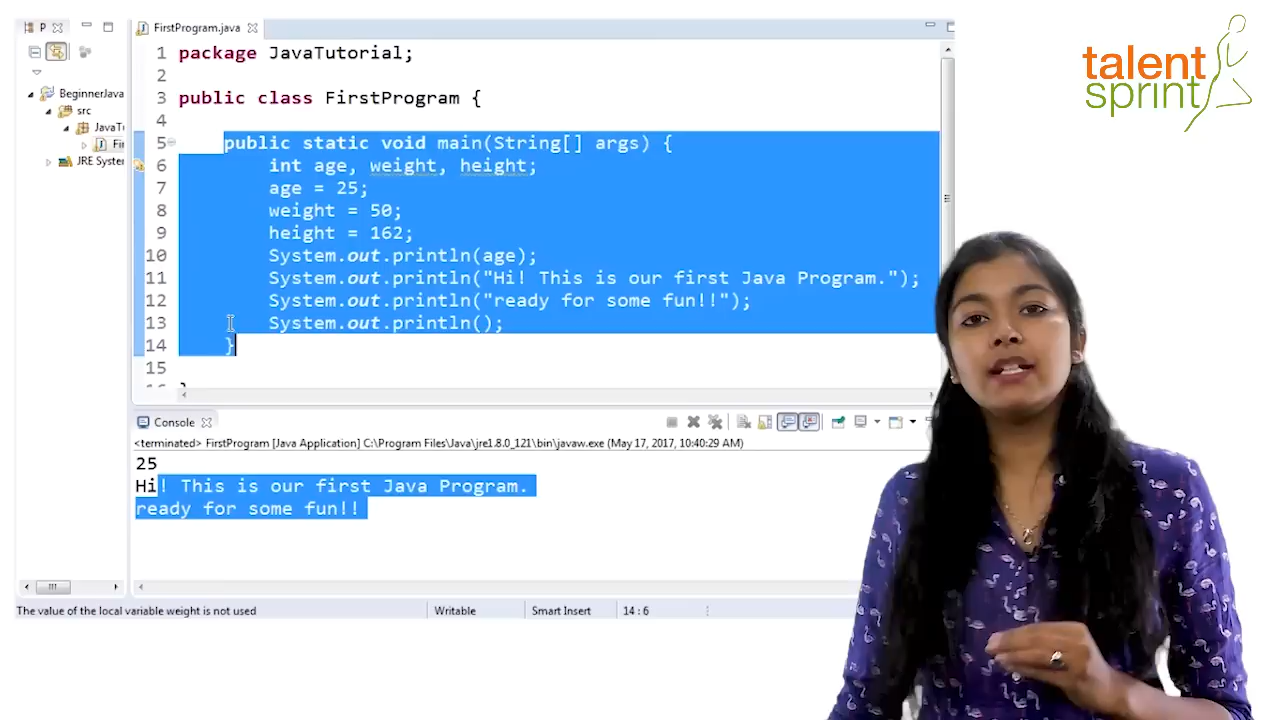 P
FirstProgram.java
BeginnerJava
src
JavaTu
Fir
JRE System
1 package JavaTutorial;
2
3 public class FirstProgram {
4
5 public static void main(String[] args) {
6 int age, weight, height;
7 age = 25;
8 weight = 50;
9 height = 162;
10 System.out.println(age);
11 System.out.println("Hi! This is our first Java Program.");
12 System.out.println("ready for some fun!!");
13 System.out.println();
14 }
15
16 }
Console
<terminated> FirstProgram [Java Application] C:\Program Files\Java\jre1.8.0_121\bin\javaw.exe (May 17, 2017, 10:40:29 AM)
25
Hi! This is our first Java Program.
ready for some fun!!
The value of the local variable weight is not used
Writable
Smart Insert
14 : 6
talent
sprint